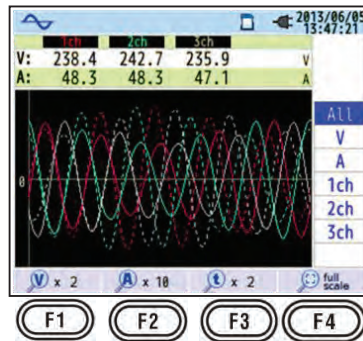 2013/06/05
13:47:21
1ch 2ch 3ch
V: 238.4 242.7 235.9 V
A: 48.3 48.3 47.1 A
All
V
A
1ch
2ch
3ch
0
V x 2 A x 10 t x 2 full scale
F1 F2 F3 F4